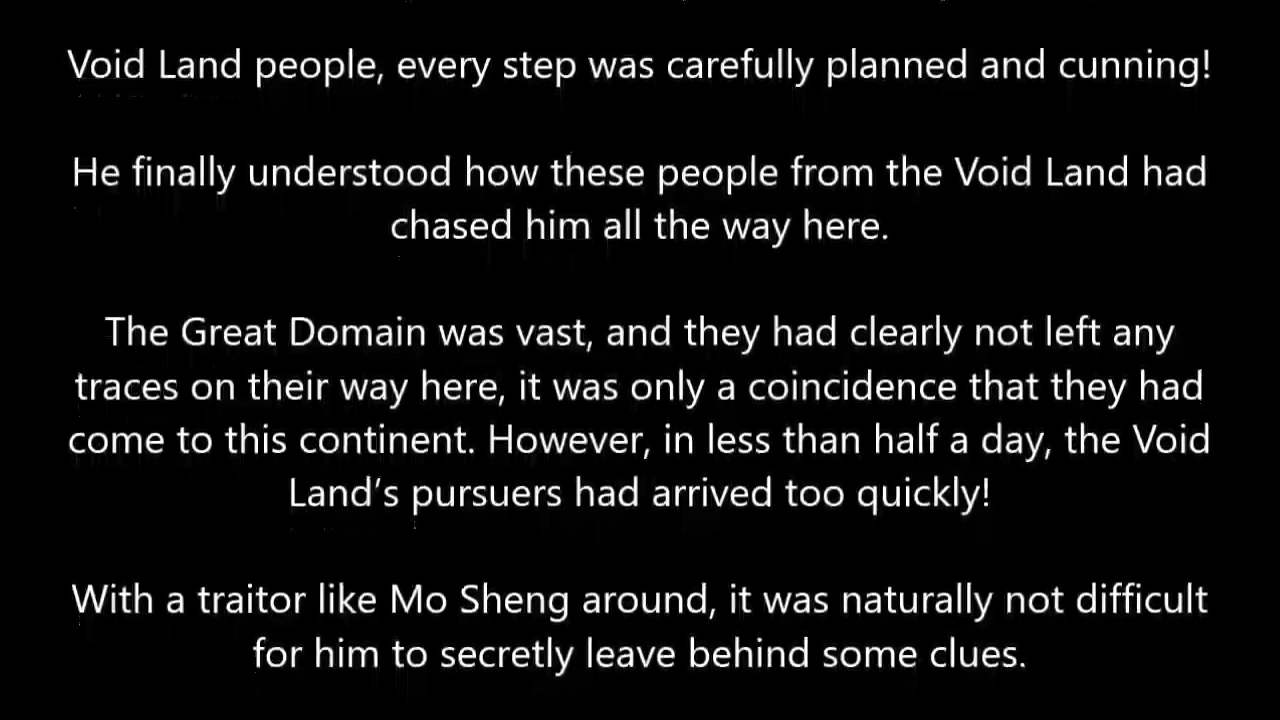 Void Land people, every step was carefully planned and cunning!
He finally understood how these people from the Void Land had
chased him all the way here.
The Great Domain was vast, and they had clearly not left any
traces on their way here, it was only a coincidence that they had
come to this continent. However, in less than half a day, the Void
Land’s pursuers had arrived too quickly!
With a traitor like Mo Sheng around, it was naturally not difficult
for him to secretly leave behind some clues.